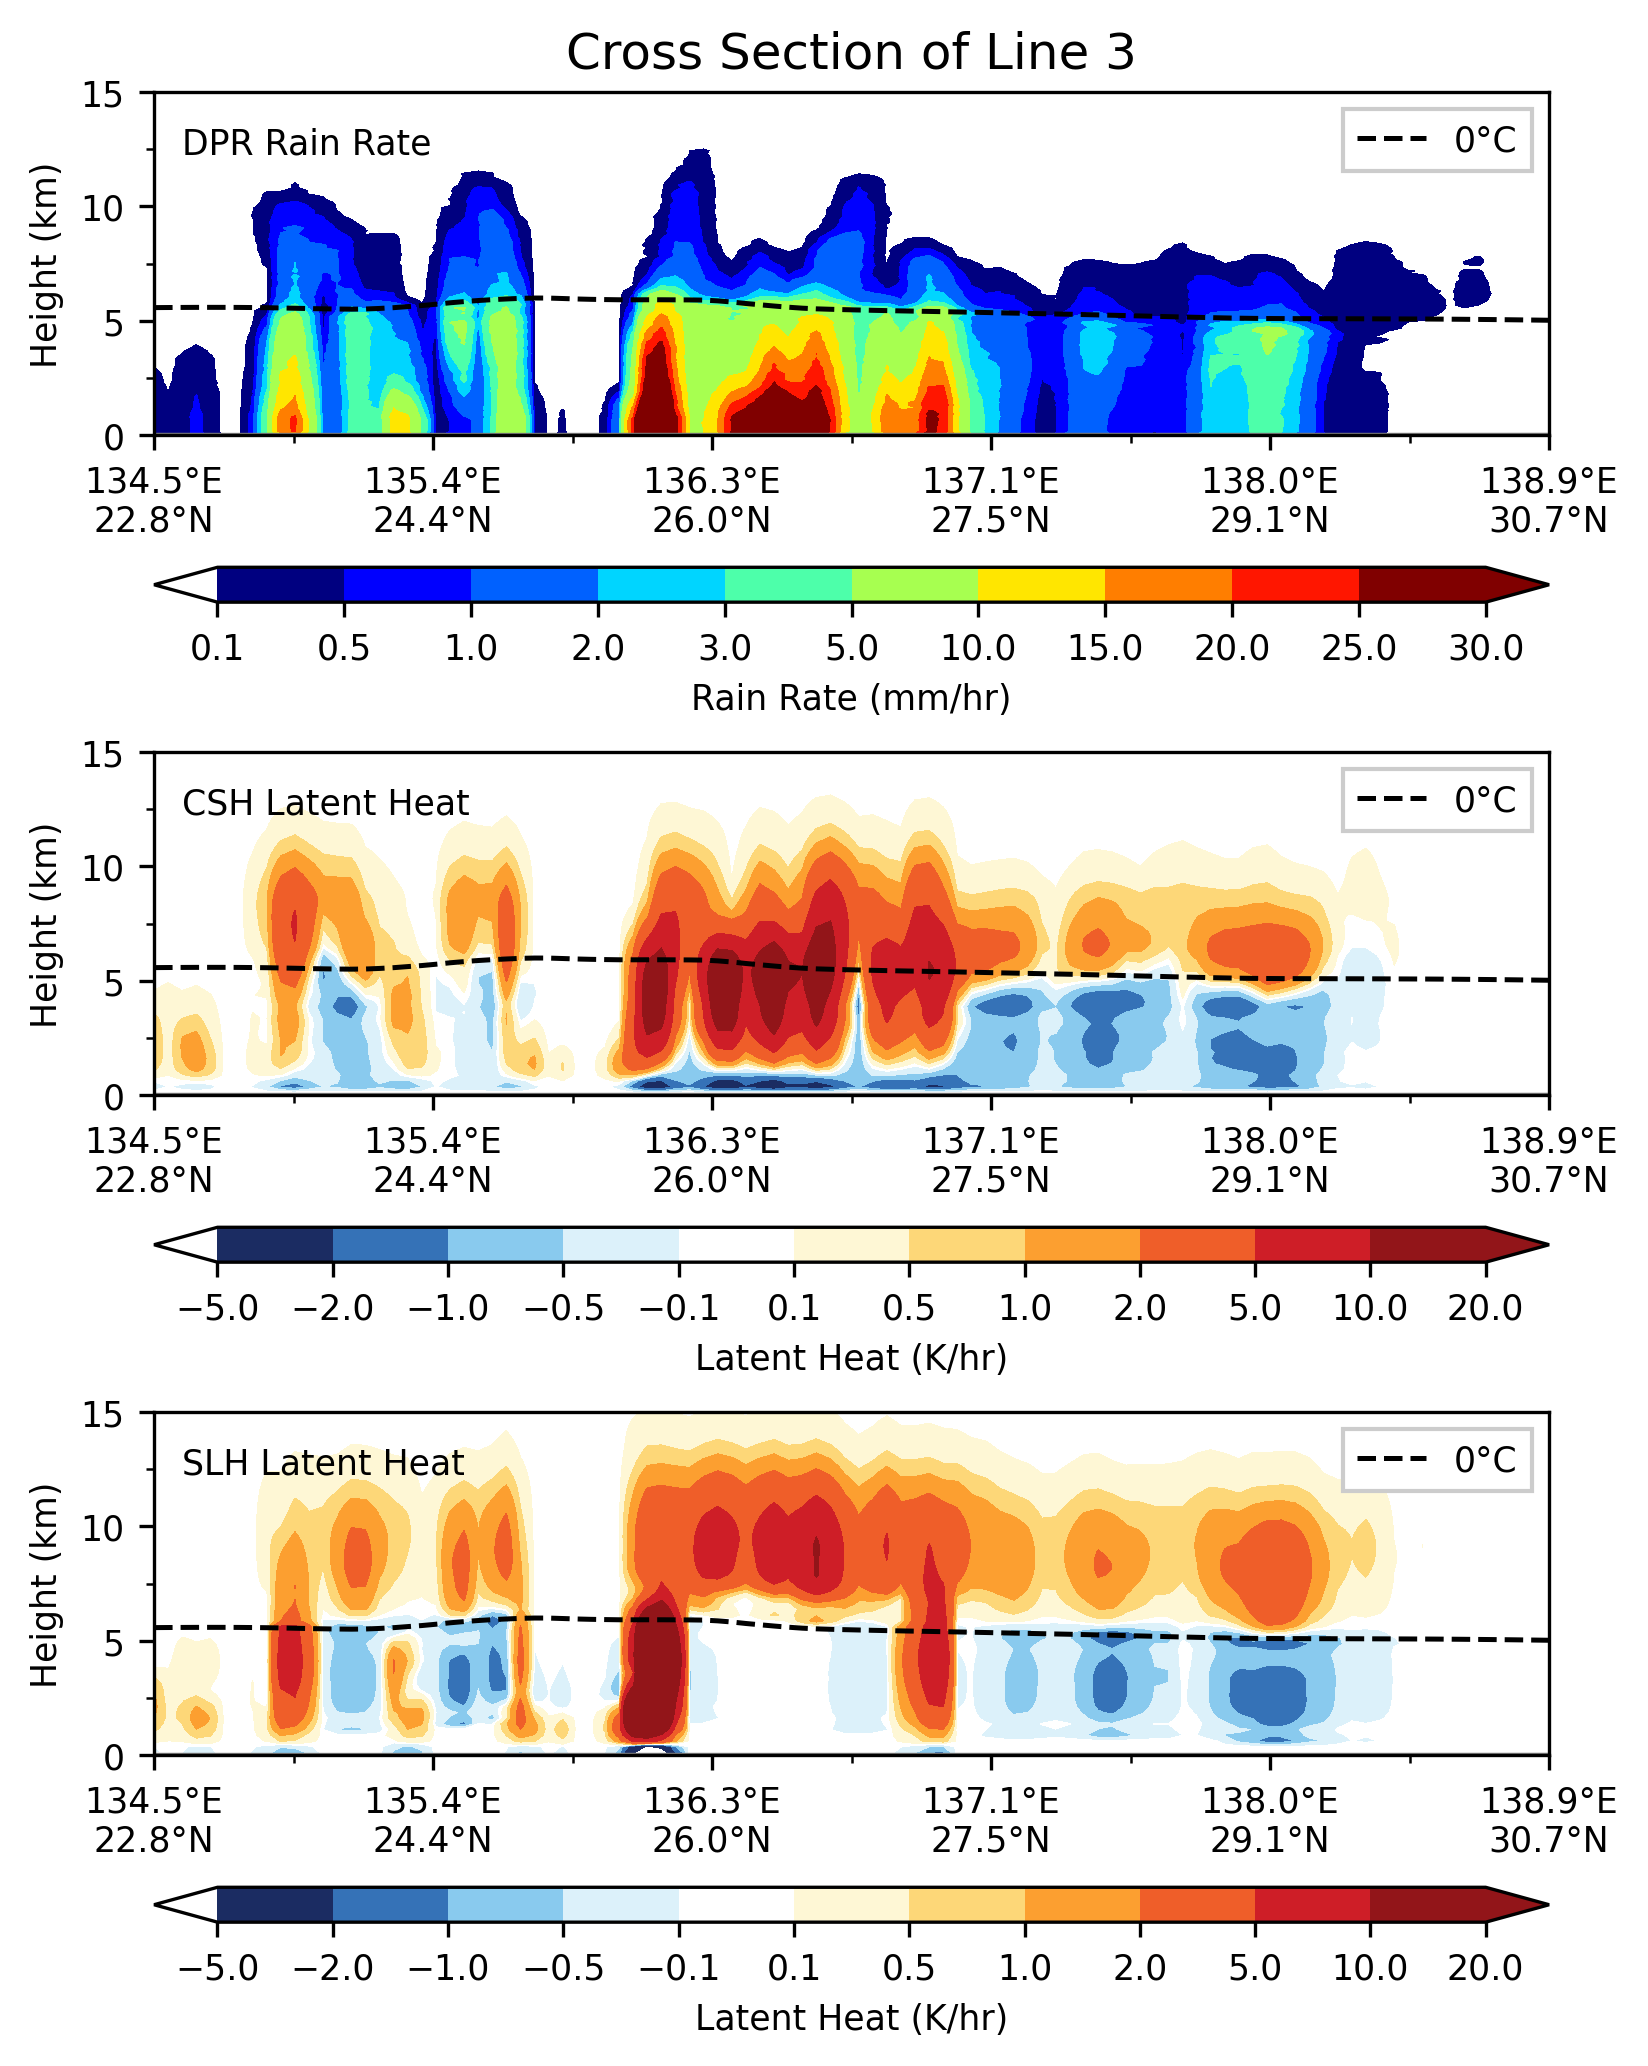 Cross Section of Line 3
15
10
5
0
Height (km)
DPR Rain Rate
0°C
134.5°E 135.4°E 136.3°E 137.1°E 138.0°E 138.9°E
22.8°N 24.4°N 26.0°N 27.5°N 29.1°N 30.7°N
0.1 0.5 1.0 2.0 3.0 5.0 10.0 15.0 20.0 25.0 30.0
Rain Rate (mm/hr)
15
10
5
0
Height (km)
CSH Latent Heat
0°C
134.5°E 135.4°E 136.3°E 137.1°E 138.0°E 138.9°E
22.8°N 24.4°N 26.0°N 27.5°N 29.1°N 30.7°N
−5.0 −2.0 −1.0 −0.5 −0.1 0.1 0.5 1.0 2.0 5.0 10.0 20.0
Latent Heat (K/hr)
15
10
5
0
Height (km)
SLH Latent Heat
0°C
134.5°E 135.4°E 136.3°E 137.1°E 138.0°E 138.9°E
22.8°N 24.4°N 26.0°N 27.5°N 29.1°N 30.7°N
−5.0 −2.0 −1.0 −0.5 −0.1 0.1 0.5 1.0 2.0 5.0 10.0 20.0
Latent Heat (K/hr)